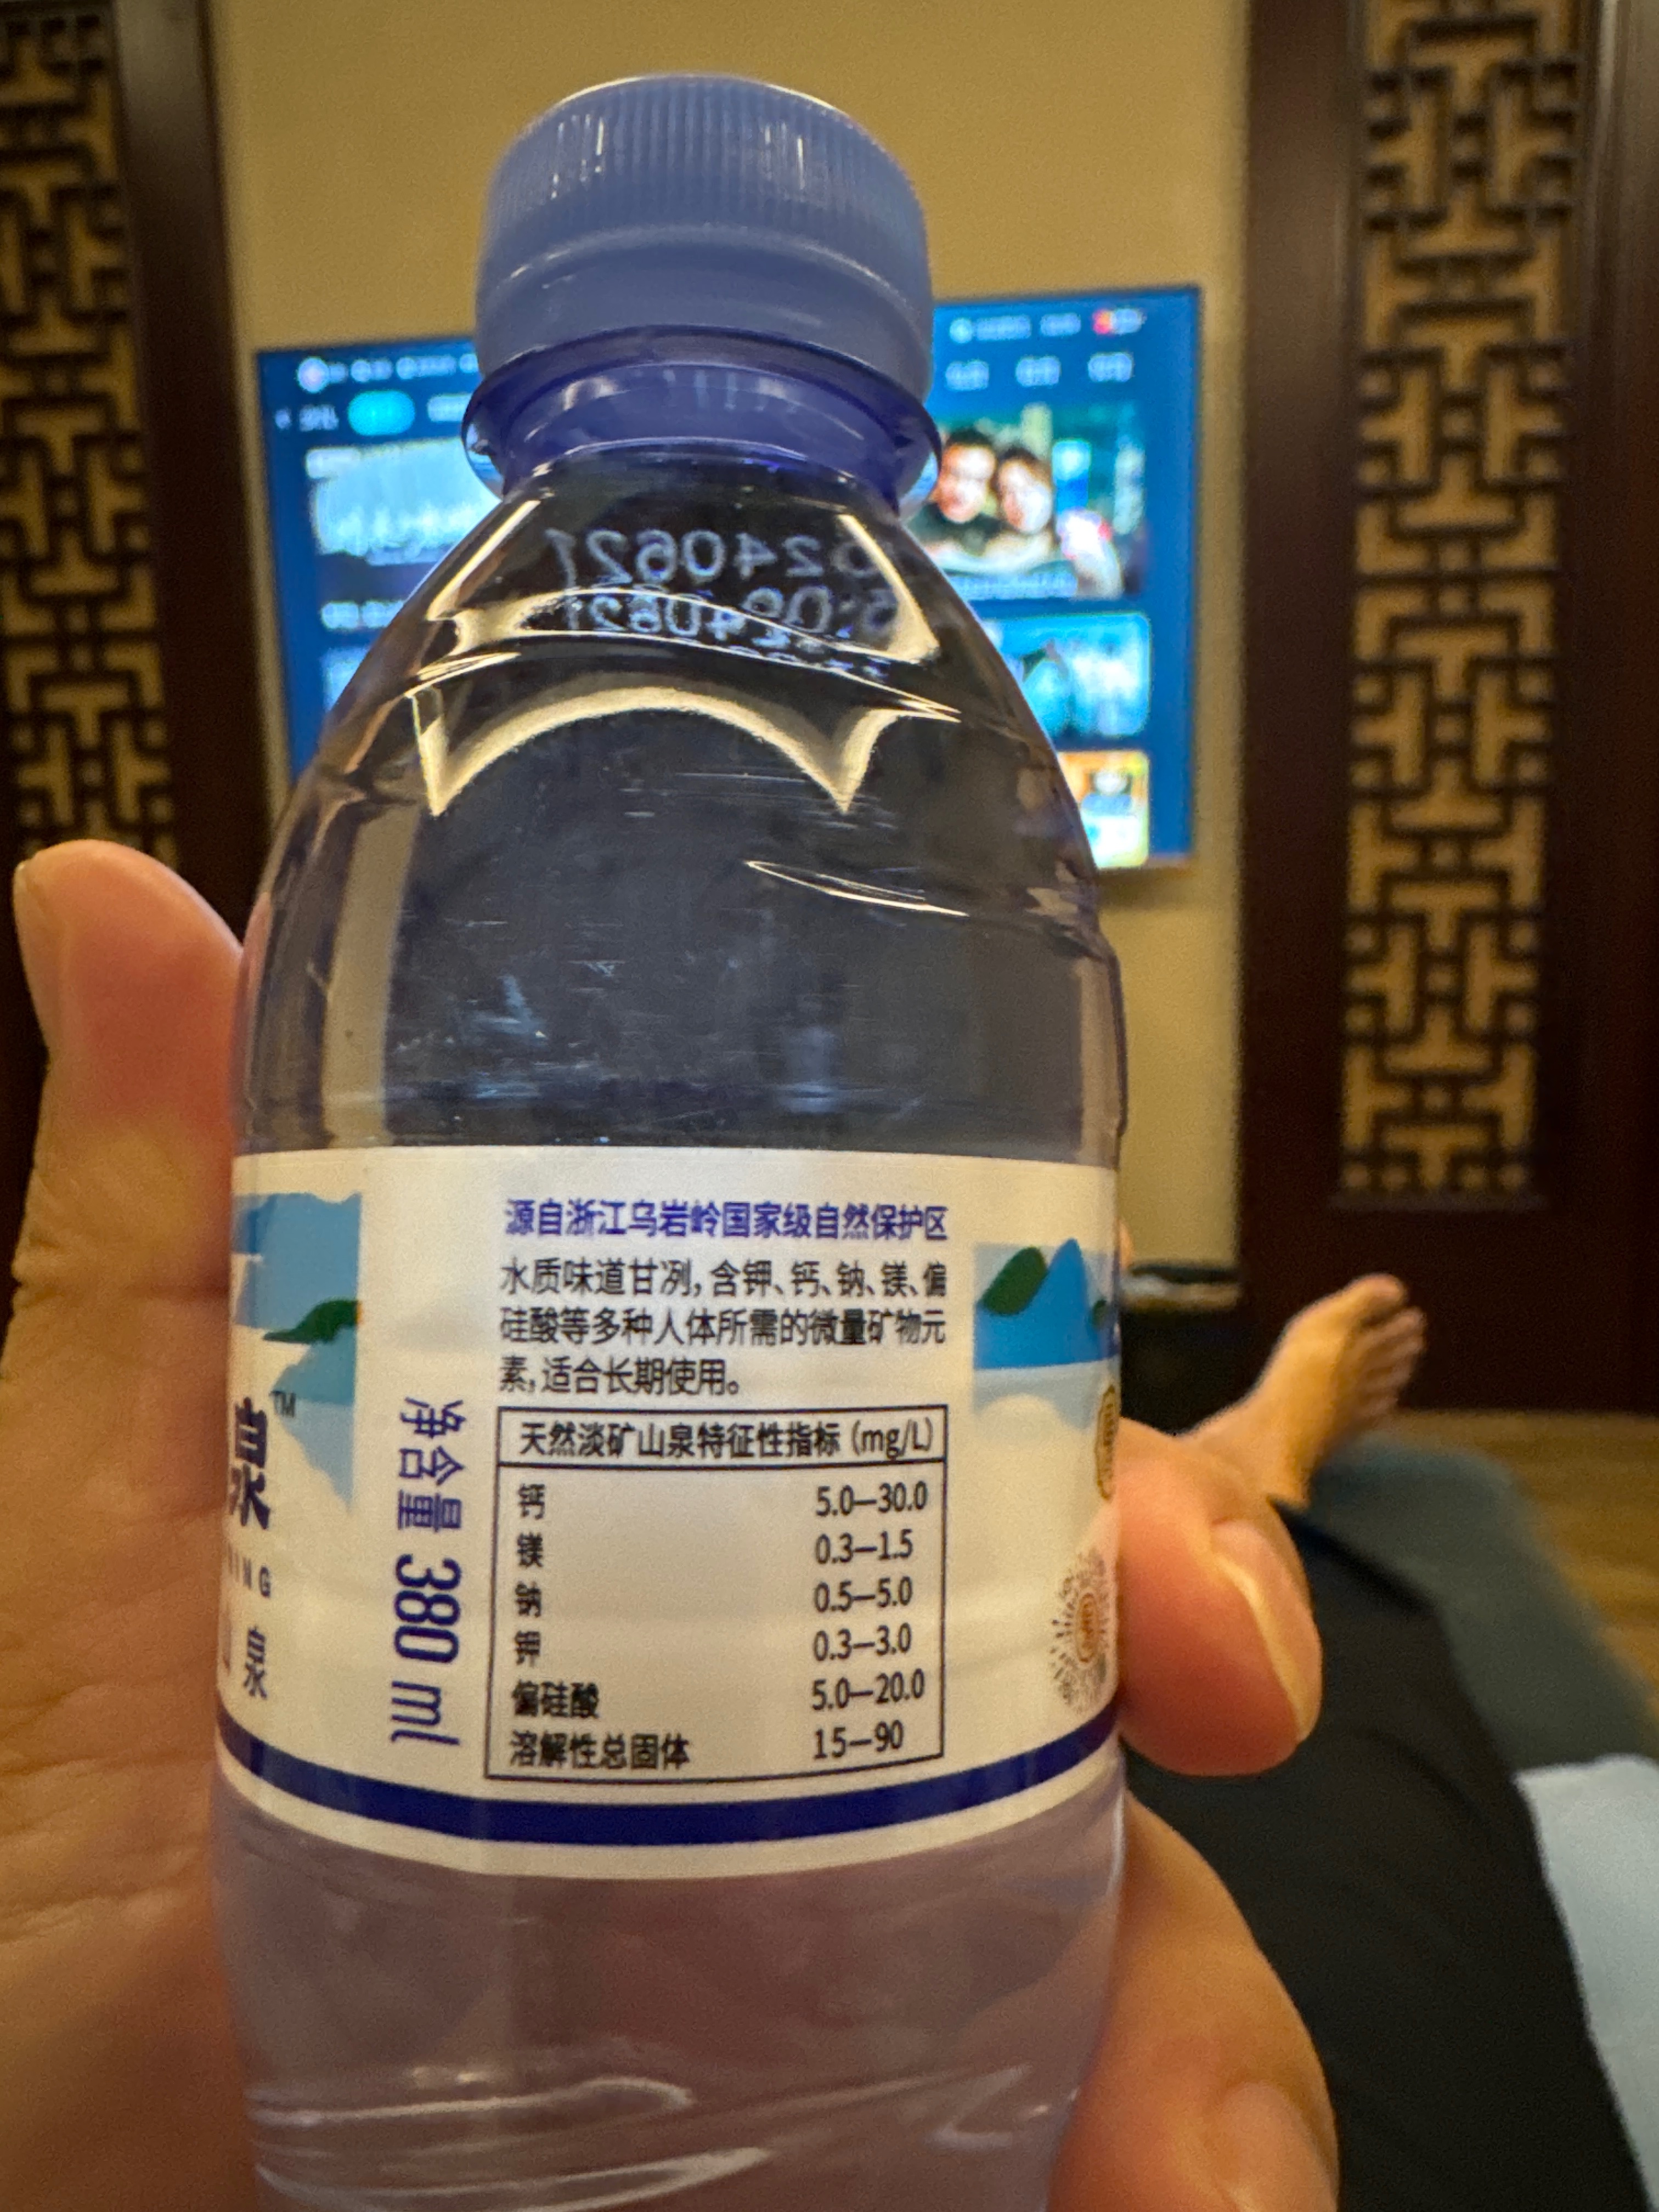 20240621
源自浙江乌岩岭国家级自然保护区
水质味道甘冽,含钾、钙、钠、镁、偏
硅酸等多种人体所需的微量矿物元
素,适合长期使用。
天然淡矿山泉特征性指标(mg/L)
钙 5.0—30.0
镁 0.3—1.5
钠 0.5—5.0
钾 0.3—3.0
偏硅酸 5.0—20.0
溶解性总固体 15—90
净含量 380 ml
泉™
ING
泉